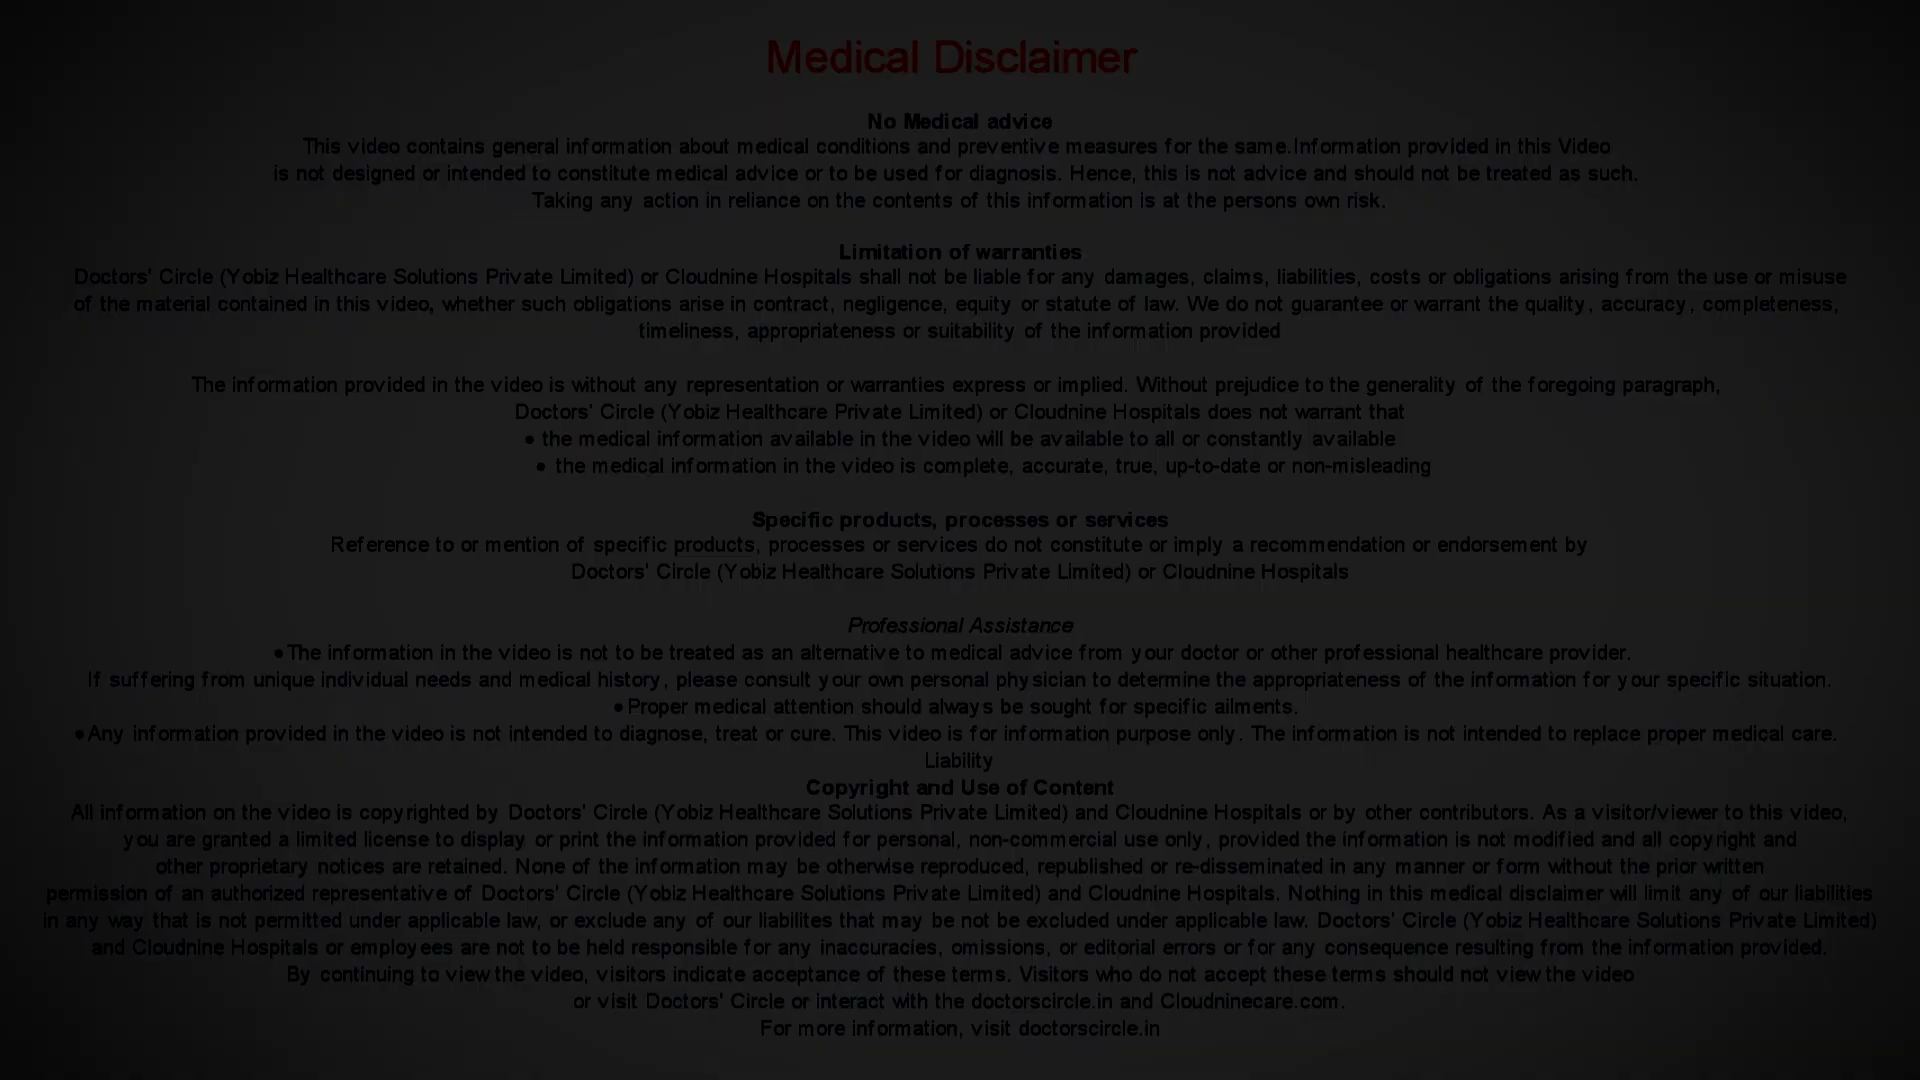 Medical Disclaimer
No Medical advice
This video contains general information about medical conditions and preventive measures for the same.Information provided in this Video
is not designed or intended to constitute medical advice or to be used for diagnosis. Hence, this is not advice and should not be treated as such.
Taking any action in reliance on the contents of this information is at the persons own risk.
Limitation of warranties
Doctors' Circle (Yobiz Healthcare Solutions Private Limited) or Cloudnine Hospitals shall not be liable for any damages, claims, liabilities, costs or obligations arising from the use or misuse
of the material contained in this video, whether such obligations arise in contract, negligence, equity or statute of law. We do not guarantee or warrant the quality, accuracy, completeness,
timeliness, appropriateness or suitability of the information provided
The information provided in the video is without any representation or warranties express or implied. Without prejudice to the generality of the foregoing paragraph,
Doctors' Circle (Yobiz Healthcare Private Limited) or Cloudnine Hospitals does not warrant that
● the medical information available in the video will be available to all or constantly available
● the medical information in the video is complete, accurate, true, up-to-date or non-misleading
Specific products, processes or services
Reference to or mention of specific products, processes or services do not constitute or imply a recommendation or endorsement by
Doctors' Circle (Yobiz Healthcare Solutions Private Limited) or Cloudnine Hospitals
Professional Assistance
●The information in the video is not to be treated as an alternative to medical advice from your doctor or other professional healthcare provider.
If suffering from unique individual needs and medical history, please consult your own personal physician to determine the appropriateness of the information for your specific situation.
●Proper medical attention should always be sought for specific ailments.
●Any information provided in the video is not intended to diagnose, treat or cure. This video is for information purpose only. The information is not intended to replace proper medical care.
Liability
Copyright and Use of Content
All information on the video is copyrighted by Doctors' Circle (Yobiz Healthcare Solutions Private Limited) and Cloudnine Hospitals or by other contributors. As a visitor/viewer to this video,
you are granted a limited license to display or print the information provided for personal, non-commercial use only, provided the information is not modified and all copyright and
other proprietary notices are retained. None of the information may be otherwise reproduced, republished or re-disseminated in any manner or form without the prior written
permission of an authorized representative of Doctors' Circle (Yobiz Healthcare Solutions Private Limited) and Cloudnine Hospitals. Nothing in this medical disclaimer will limit any of our liabilities
in any way that is not permitted under applicable law, or exclude any of our liabilites that may be not be excluded under applicable law. Doctors' Circle (Yobiz Healthcare Solutions Private Limited)
and Cloudnine Hospitals or employees are not to be held responsible for any inaccuracies, omissions, or editorial errors or for any consequence resulting from the information provided.
By continuing to view the video, visitors indicate acceptance of these terms. Visitors who do not accept these terms should not view the video
or visit Doctors' Circle or interact with the doctorscircle.in and Cloudninecare.com.
For more information, visit doctorscircle.in